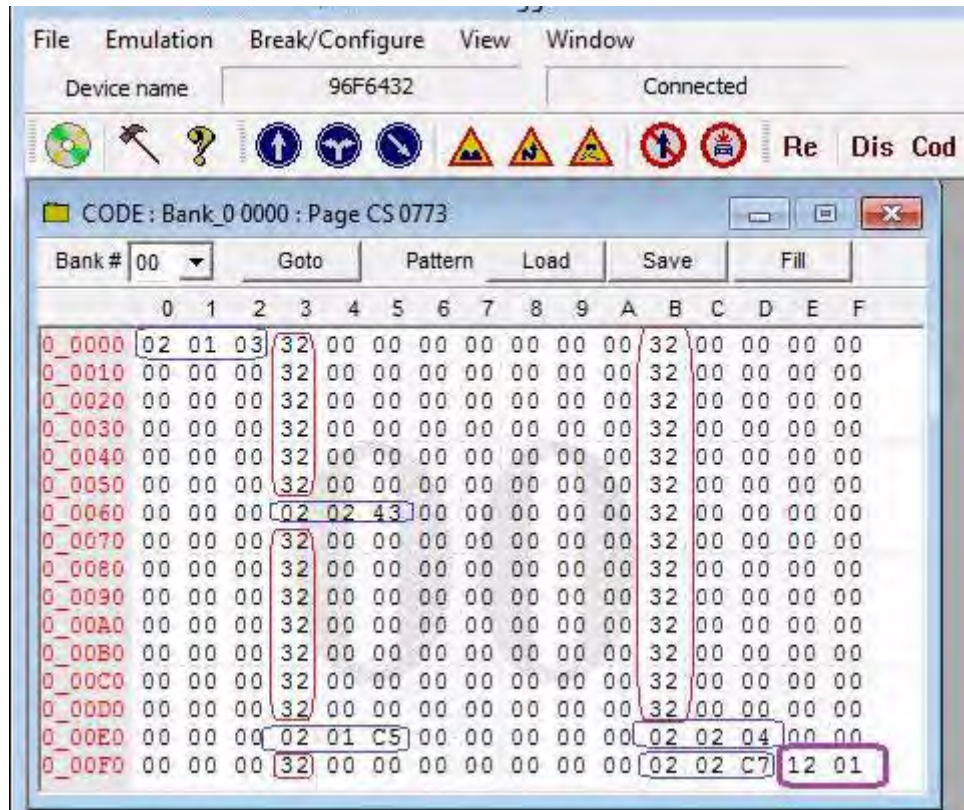 File Emulation Break/Configure View Window
Device name 96F6432 Connected
Re Dis Cod
CODE : Bank_0 0000 : Page CS 0773
Bank # 00 Goto Pattern Load Save Fill
0 1 2 3 4 5 6 7 8 9 A B C D E F
0_0000 02 01 03 32 00 00 00 00 00 00 00 32 00 00 00 00
0_0010 00 00 00 32 00 00 00 00 00 00 00 32 00 00 00 00
0_0020 00 00 00 32 00 00 00 00 00 00 00 32 00 00 00 00
0_0030 00 00 00 32 00 00 00 00 00 00 00 32 00 00 00 00
0_0040 00 00 00 32 00 00 00 00 00 00 00 32 00 00 00 00
0_0050 00 00 00 32 00 00 00 00 00 00 00 32 00 00 00 00
0_0060 00 00 00 02 02 43 00 00 00 00 00 32 00 00 00 00
0_0070 00 00 00 32 00 00 00 00 00 00 00 32 00 00 00 00
0_0080 00 00 00 32 00 00 00 00 00 00 00 32 00 00 00 00
0_0090 00 00 00 32 00 00 00 00 00 00 00 32 00 00 00 00
0_00A0 00 00 00 32 00 00 00 00 00 00 00 32 00 00 00 00
0_00B0 00 00 00 32 00 00 00 00 00 00 00 32 00 00 00 00
0_00C0 00 00 00 32 00 00 00 00 00 00 00 32 00 00 00 00
0_00D0 00 00 00 32 00 00 00 00 00 00 00 32 00 00 00 00
0_00E0 00 00 00 02 01 C5 00 00 00 00 00 02 02 04 00 00
0_00F0 00 00 00 32 00 00 00 00 00 00 00 02 02 C7 12 01
00